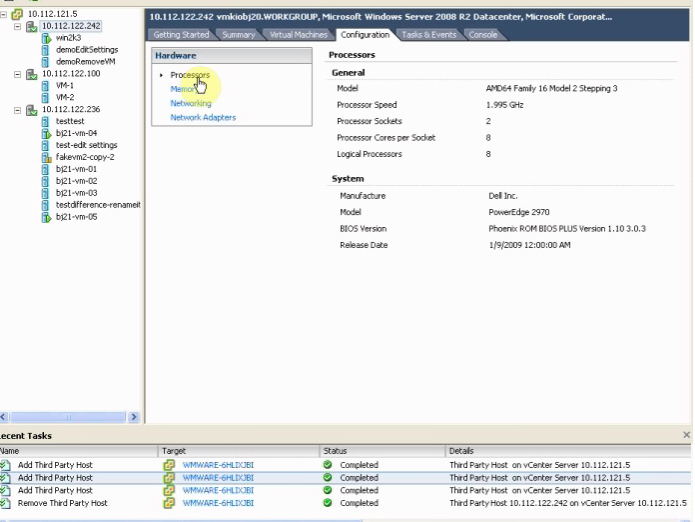 10.112.121.5
10.112.122.242
win2k3
demoEditSettings
demoRemoveVM
10.112.122.100
VM-1
VM-2
10.112.122.236
testtest
bj21-vm-04
test-edit settings
fakevm2-copy-2
bj21-vm-01
bj21-vm-02
bj21-vm-03
testdifference-renameit
bj21-vm-05
10.112.122.242 vmkiobj20.WORKGROUP, Microsoft Windows Server 2008 R2 Datacenter, Microsoft Corporat...
Getting Started Summary Virtual Machines Configuration Tasks & Events Console
Hardware
Processors
Memor
Networking
Network Adapters
Processors
General
Model AMD64 Family 16 Model 2 Stepping 3
Processor Speed 1.995 GHz
Processor Sockets 2
Processor Cores per Socket 8
Logical Processors 8
System
Manufacture Dell Inc.
Model PowerEdge 2970
BIOS Version Phoenix ROM BIOS PLUS Version 1.10 3.0.3
Release Date 1/9/2009 12:00:00 AM
ecent Tasks
Name Target Status Details
Add Third Party Host WMWARE-6HLIXJBI Completed Third Party Host on vCenter Server 10.112.121.5
Add Third Party Host WMWARE-6HLIXJBI Completed Third Party Host on vCenter Server 10.112.121.5
Add Third Party Host WMWARE-6HLIXJBI Completed Third Party Host on vCenter Server 10.112.121.5
Remove Third Party Host WMWARE-6HLIXJBI Completed Third Party Host 10.112.122.242 on vCenter Server 10.112.121.5